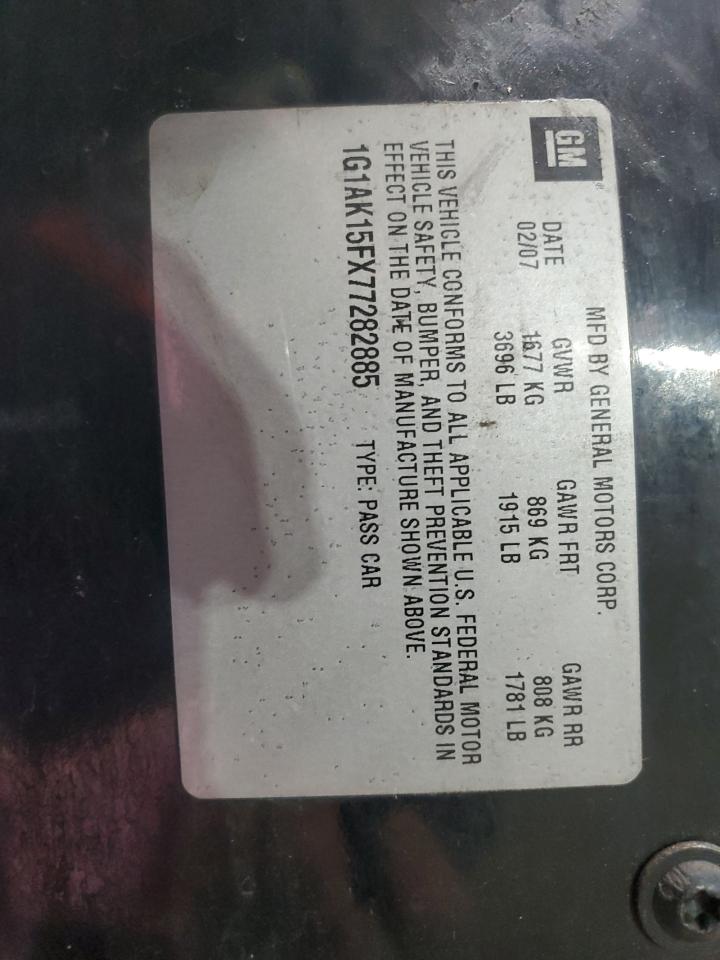 GM
MFD BY GENERAL MOTORS CORP.
DATE GVWR GAWR FRT GAWR RR
02/07 1677 KG 869 KG 808 KG
3696 LB 1915 LB 1781 LB
THIS VEHICLE CONFORMS TO ALL APPLICABLE U.S. FEDERAL MOTOR
VEHICLE SAFETY, BUMPER, AND THEFT PREVENTION STANDARDS IN
EFFECT ON THE DATE OF MANUFACTURE SHOWN ABOVE.
1G1AK15FX77282885 TYPE: PASS CAR